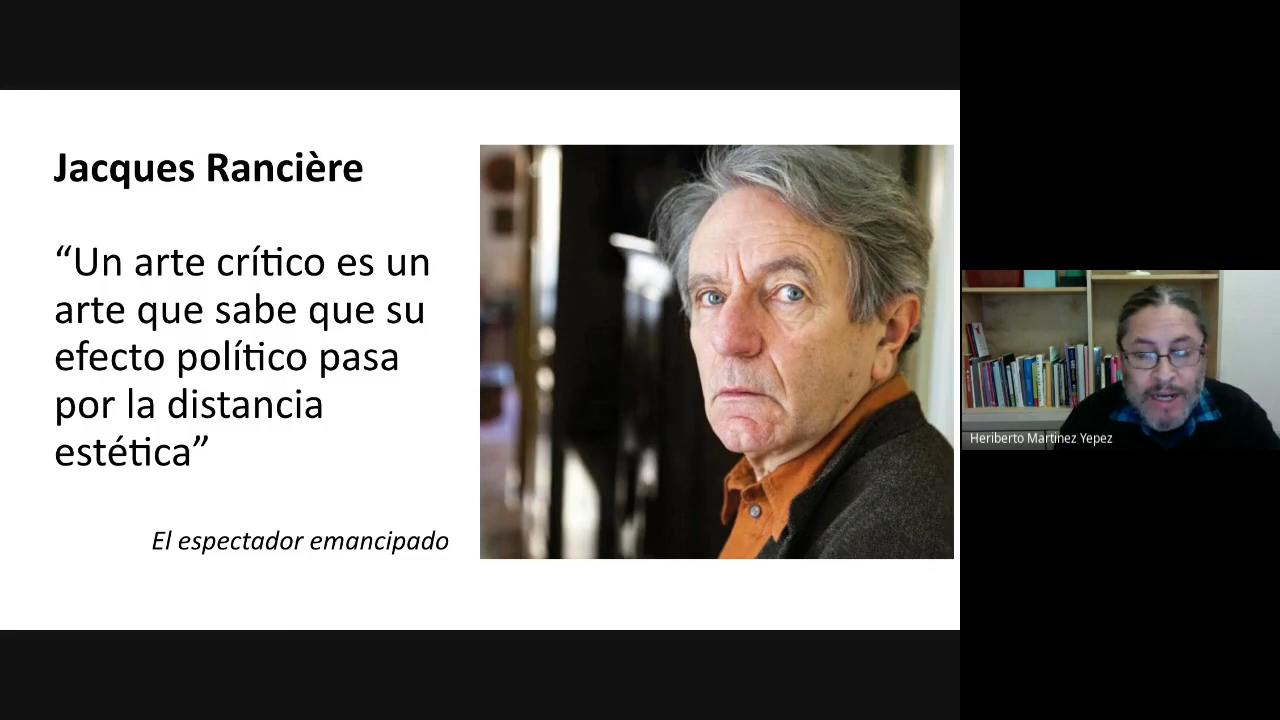 Jacques Rancière
“Un arte crítico es un
arte que sabe que su
efecto político pasa
por la distancia
estética”
El espectador emancipado
Heriberto Martinez Yepez